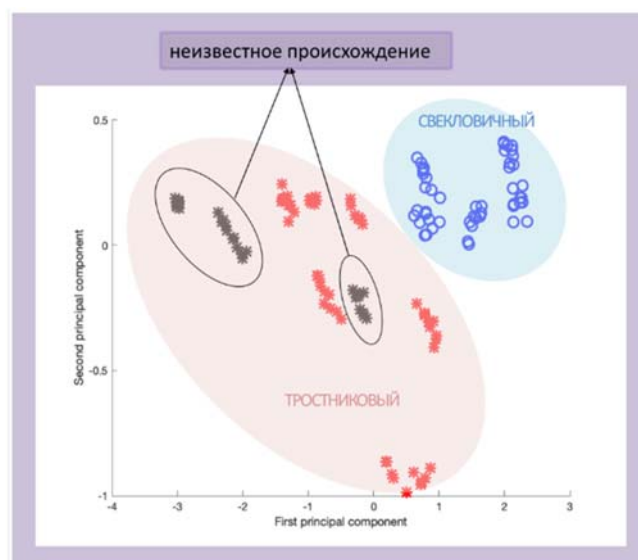 неизвестное происхождение
СВЕКЛОВИЧНЫЙ
0.5
0
-0.5
-1
Second principal component
ТРОСТНИКОВЫЙ
-4 -3 -2 -1 0 1 2 3
First principal component